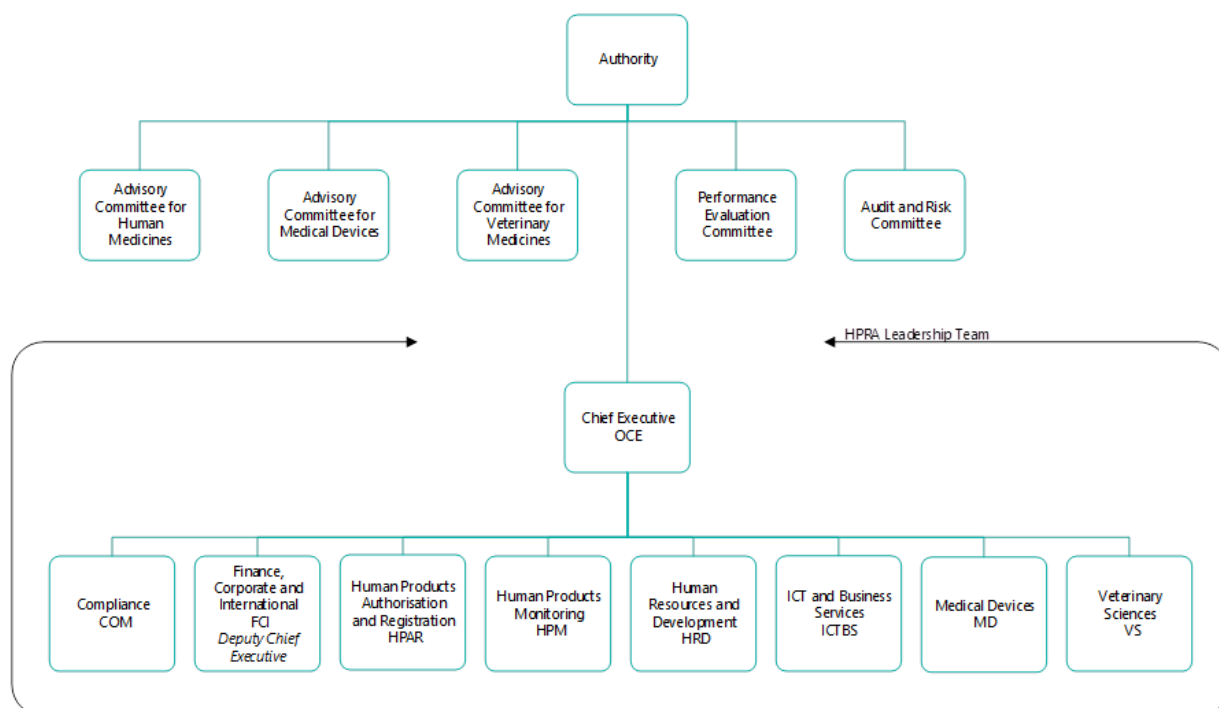 Authority
Advisory
Committee for
Human
Medicines
Advisory
Committee for
Medical Devices
Advisory
Committee for
Veterinary
Medicines
Performance
Evaluation
Committee
Audit and Risk
Committee
HPRA Leadership Team
Chief Executive
OCE
Compliance
COM
Finance,
Corporate and
International
FCI
Deputy Chief
Executive
Human Products
Authorisation
and Registration
HPAR
Human Products
Monitoring
HPM
Human
Resources and
Development
HRD
ICT and Business
Services
ICTBS
Medical Devices
MD
Veterinary
Sciences
VS